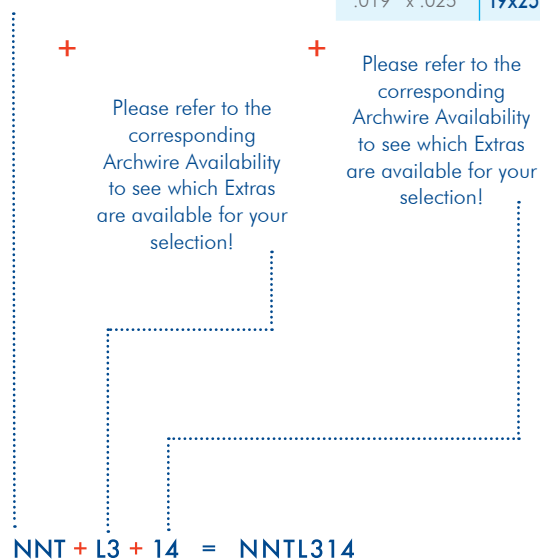 .019" x .025" 19x25
+ +
Please refer to the
corresponding
Archwire Availability
to see which Extras
are available for your
selection!
Please refer to the
corresponding
Archwire Availability
to see which Extras
are available for your
selection!
NNT + L3 + 14 = NNTL314